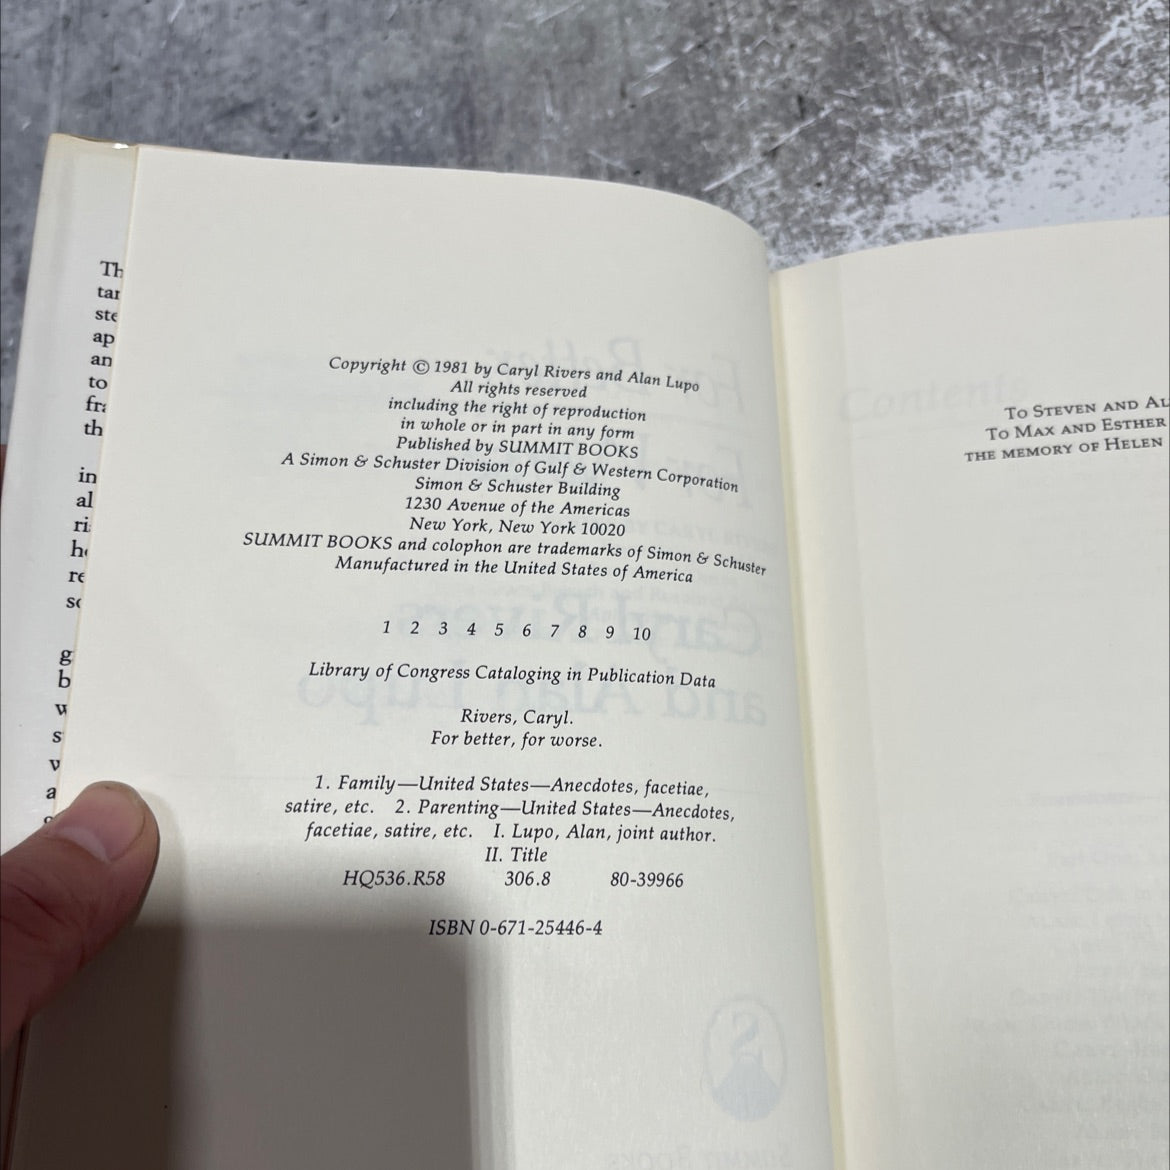 Copyright © 1981 by Caryl Rivers and Alan Lupo
All rights reserved
including the right of reproduction
in whole or in part in any form
Published by SUMMIT BOOKS
A Simon & Schuster Division of Gulf & Western Corporation
Simon & Schuster Building
1230 Avenue of the Americas
New York, New York 10020
SUMMIT BOOKS and colophon are trademarks of Simon & Schuster
Manufactured in the United States of America
1 2 3 4 5 6 7 8 9 10
Library of Congress Cataloging in Publication Data
Rivers, Caryl.
For better, for worse.
1. Family—United States—Anecdotes, facetiae,
satire, etc. 2. Parenting—United States—Anecdotes,
facetiae, satire, etc. I. Lupo, Alan, joint author.
II. Title
HQ536.R58 306.8 80-39966
ISBN 0-671-25446-4
TO STEVEN AND AL
TO MAX AND ESTHER
THE MEMORY OF HELEN